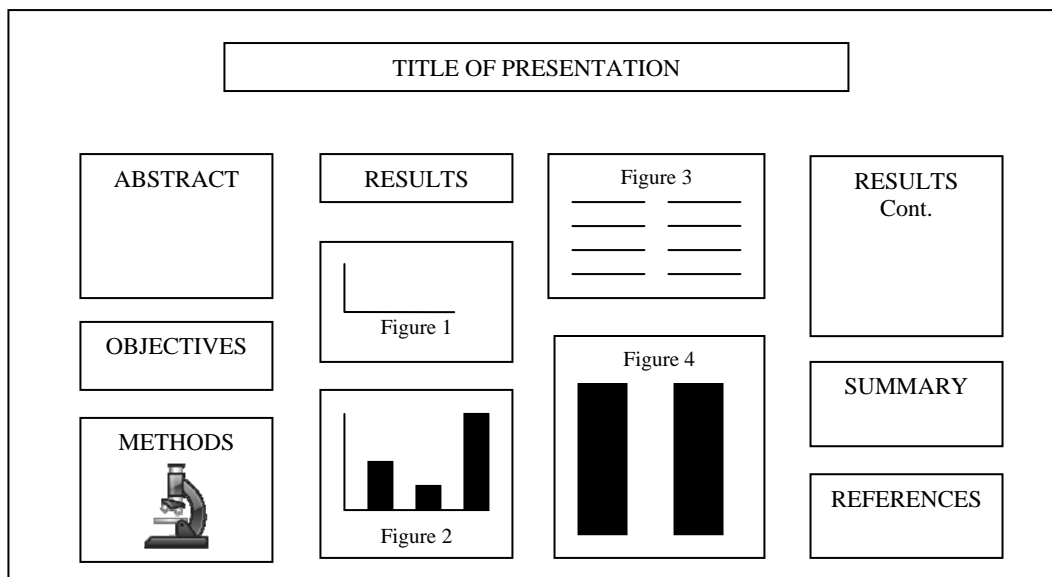 TITLE OF PRESENTATION
ABSTRACT
OBJECTIVES
METHODS
RESULTS
Figure 1
Figure 2
Figure 3
Figure 4
RESULTS
Cont.
SUMMARY
REFERENCES